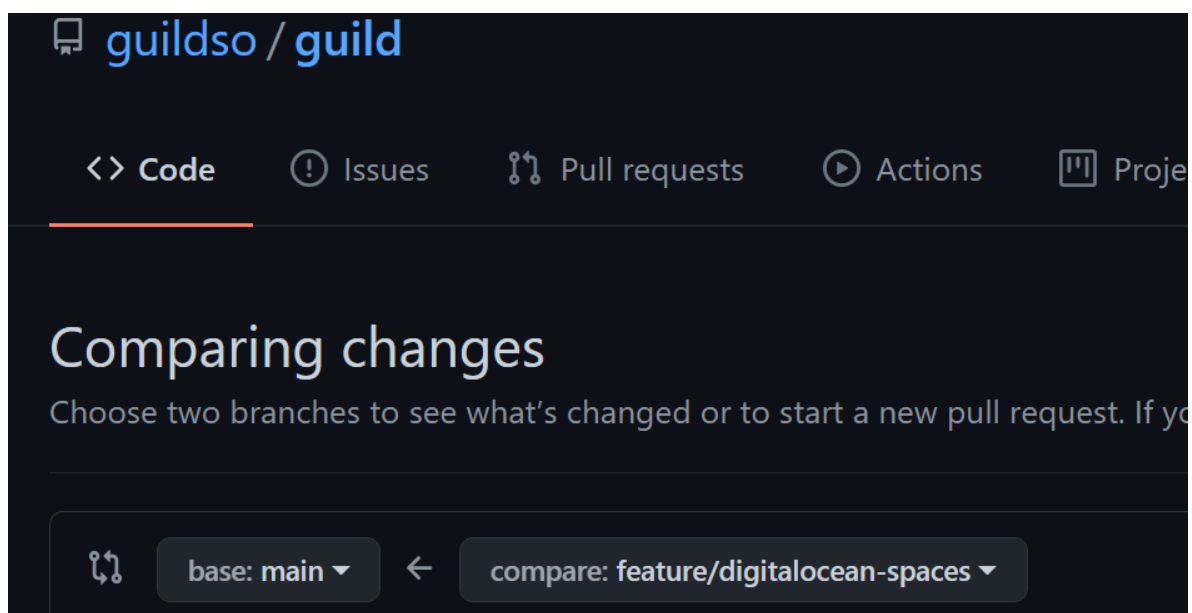 guildso / guild
Code Issues Pull requests Actions Proje
Comparing changes
Choose two branches to see what’s changed or to start a new pull request. If yo
base: main compare: feature/digitalocean-spaces